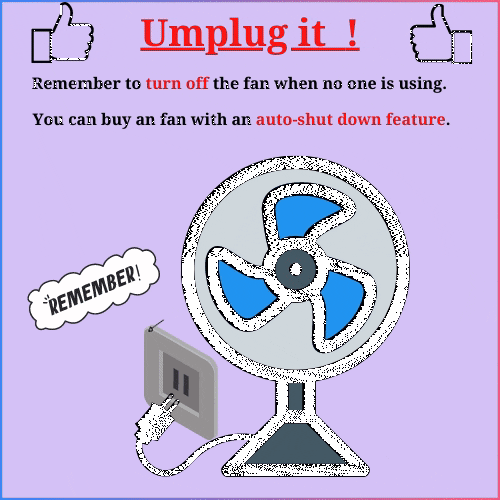 Umplug it !
Remember to turn off the fan when no one is using.
You can buy an fan with an auto-shut down feature.
REMEMBER!